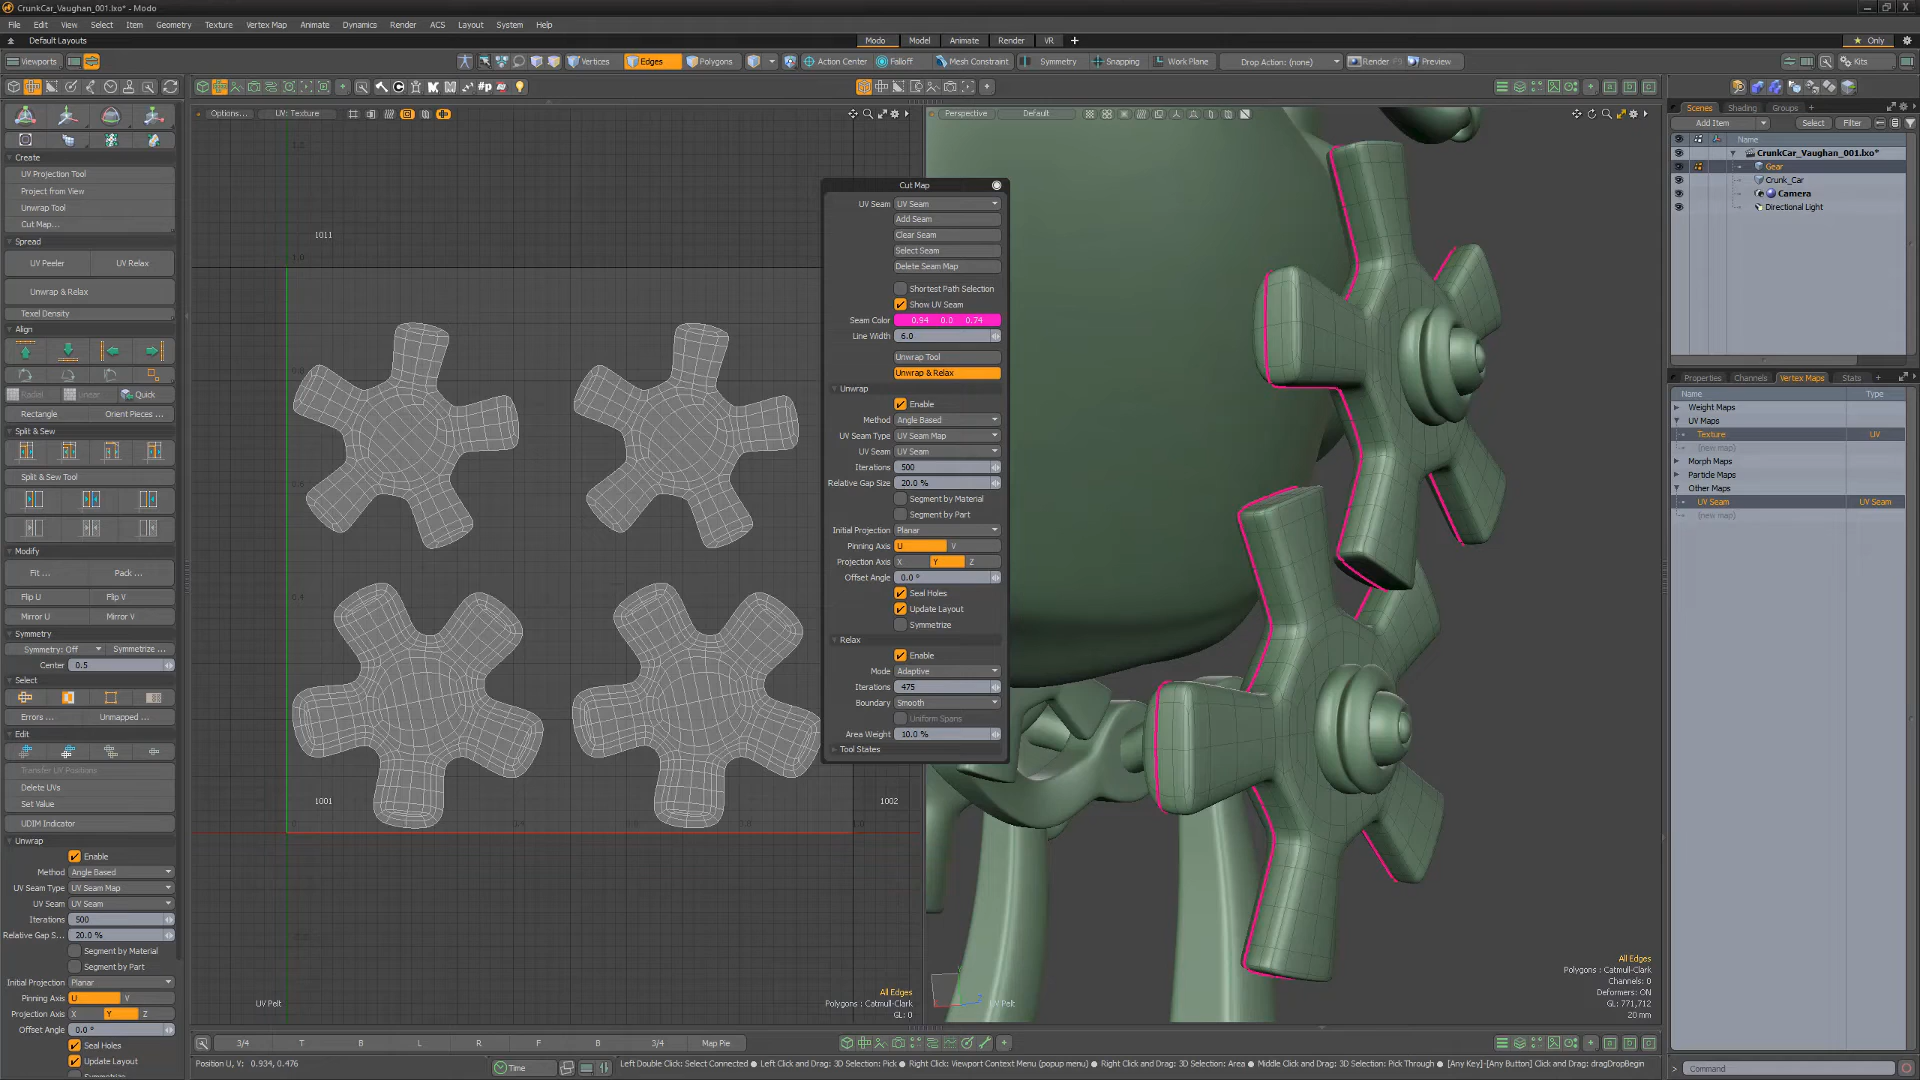 CrunkCar_Vaughan_001.lxo* - Modo
File Edit View Select Item Geometry Texture Vertex Map Animate Dynamics Render ACS Layout System Help
Default Layouts
Modo Model Animate Render VR
Only
Viewports
Vertices Edges Polygons Action Center Falloff Mesh Constraint Symmetry Snapping Work Plane Drop Action: (none) Render Preview Kits
Options... UV: Texture
Perspective Default
Create
UV Projection Tool
Project from View
UV Wrap Tool
Cut Map...
Spread
UV Peeler UV Relax
Unwrap & Relax
Texel Density
Align
Radial Linear Quick
Rectangle Orient Pieces ...
Split & Sew
Split & Sew Tool
Modify
Fit ... Pack ...
Flip U Flip V
Mirror U Mirror V
Symmetry
Symmetry: Off Symmetrize ...
Center 0.5
Select
Errors ... Unmapped ...
Edit
Transfer UV Positions
Delete UVs
Set Value
UDIM Indicator
Unwrap
Enable
Method Angle Based
UV Seam Type UV Seam Map
UV Seam UV Seam
Iterations 500
Relative Gap S... 20.0 %
Segment by Material
Segment by Part
Initial Projection Planar
Pinning Axis U V
Projection Axis X Y Z
Offset Angle 0.0 °
Seal Holes
Update Layout
1011
1.0
1001
1002
UV Pelt
All Edges
Polygons : Catmull-Clark
GL: 0
Cut Map
UV Seam UV Seam
Add Seam
Clear Seam
Select Seam
Delete Seam Map
Shortest Path Selection
Show UV Seam
Seam Color 0.94 0.0 0.74
Line Width 6.0
Unwrap Tool
Unwrap & Relax
Unwrap
Enable
Method Angle Based
UV Seam Type UV Seam Map
UV Seam UV Seam
Iterations 500
Relative Gap Size 20.0 %
Segment by Material
Segment by Part
Initial Projection Planar
Pinning Axis U V
Projection Axis X Y Z
Offset Angle 0.0 °
Seal Holes
Update Layout
Symmetrize
Relax
Enable
Mode Adaptive
Iterations 475
Boundary Smooth
Uniform Spans
Area Weight 10.0 %
Tool States
UV Pelt
All Edges
Polygons : Catmull-Clark
Channels: 0
Deformers: ON
GL: 771,712
20 mm
Scenes Shading Groups
Add Item Select Filter
Name
CrunkCar_Vaughan_001.lxo*
Gear
Crunk_Car
Camera
Directional Light
Properties Channels Vertex Maps Stats
Name Type
Weight Maps
UV Maps
Texture UV
(new map)
Morph Maps
Particle Maps
Other Maps
UV Seam UV Seam
(new map)
3/4 T B L R F B 3/4 Map Pie
Position U, V: 0.934, 0.476
Time
Left Double Click: Select Connected ● Left Click and Drag: 3D Selection: Pick ● Right Click: Viewport Context Menu (popup menu) ● Right Click and Drag: 3D Selection: Area ● Middle Click and Drag: 3D Selection: Pick Through ● [Any Key]-[Any Button] Click and Drag: dragDropBegin
Command